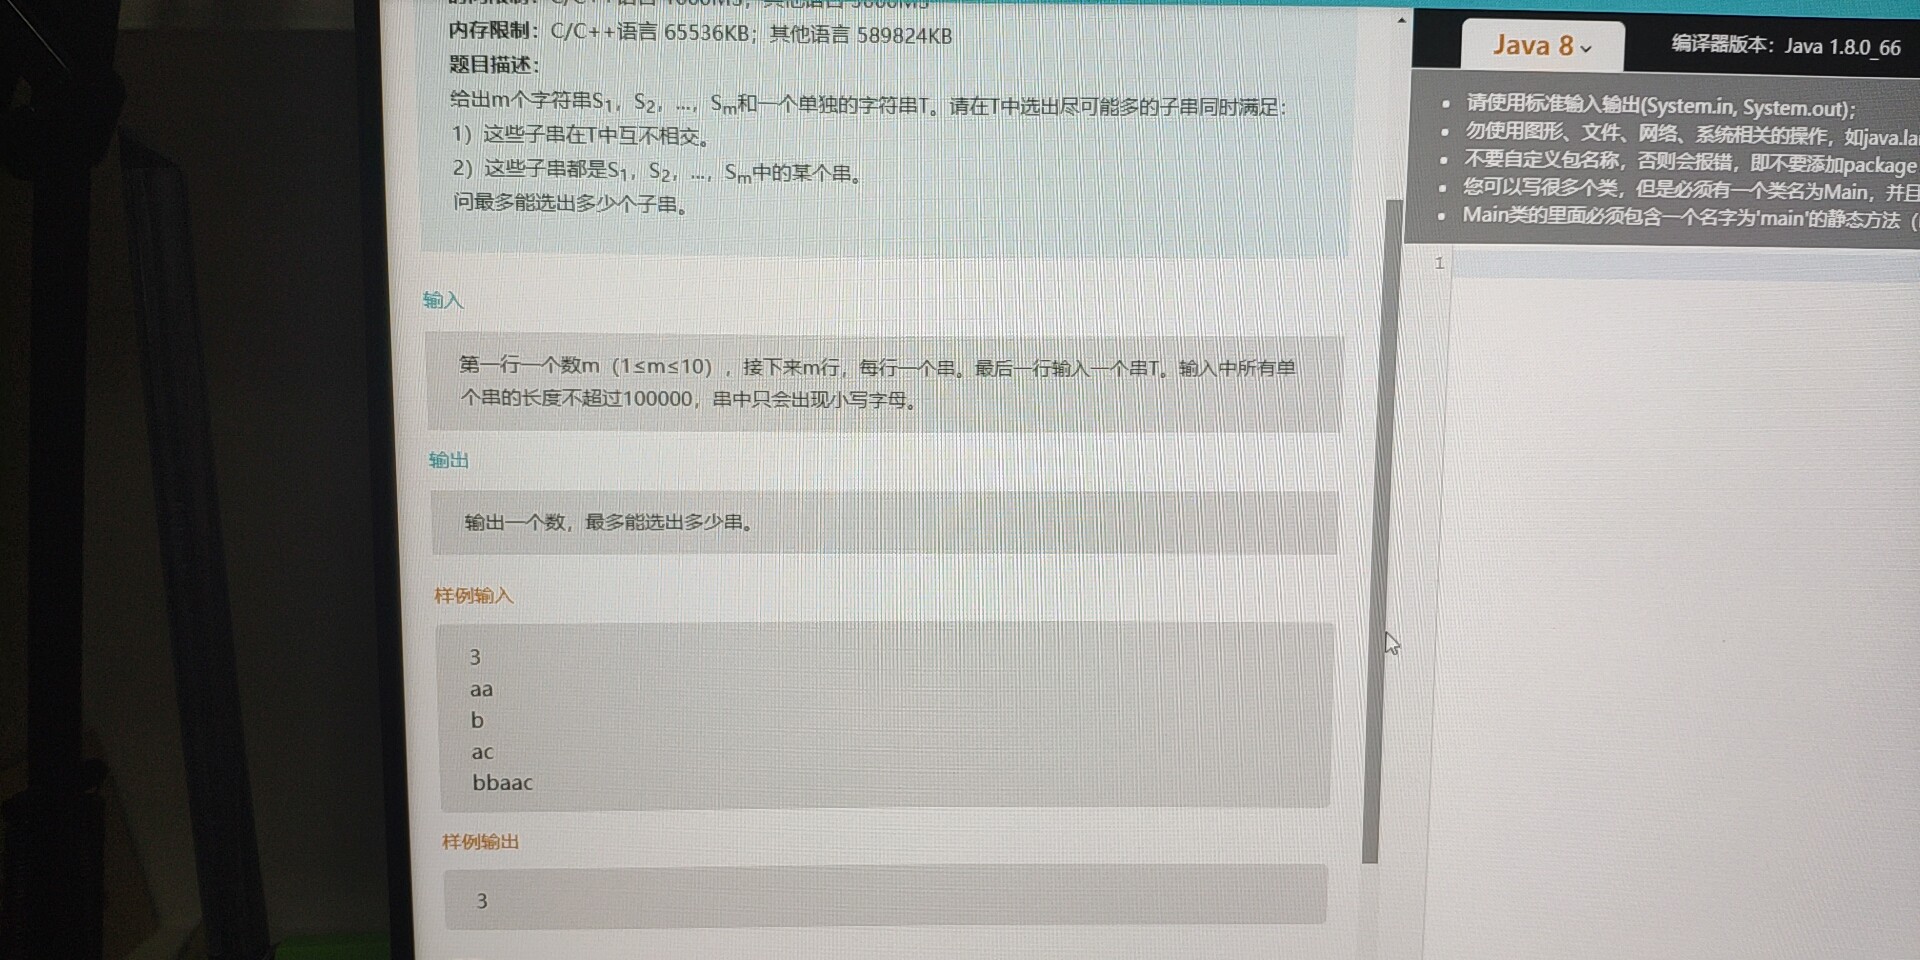 内存限制：C/C++语言 65536KB；其他语言 589824KB
题目描述：
给出m个字符串S1，S2，...，Sm和一个单独的字符串T。请在T中选出尽可能多的子串同时满足：
1）这些子串在T中互不相交。
2）这些子串都是S1，S2，...，Sm中的某个串。
问最多能选出多少个子串。
输入
第一行一个数m（1≤m≤10），接下来m行，每行一个串。最后一行输入一个串T。输入中所有单
个串的长度不超过100000，串中只会出现小写字母。
输出
输出一个数，最多能选出多少串。
样例输入
3
aa
b
ac
bbaac
样例输出
3
Java 8
编译器版本：Java 1.8.0_66
请使用标准输入输出(System.in, System.out);
勿使用图形、文件、网络、系统相关的操作，如java.la
不要自定义包名称，否则会报错，即不要添加package
您可以写很多个类，但是必须有一个类名为Main，并且
Main类的里面必须包含一个名字为'main'的静态方法（
1